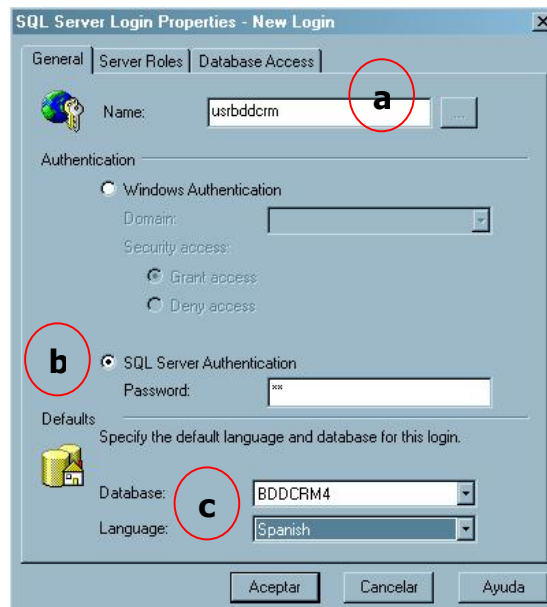 SQL Server Login Properties - New Login
General Server Roles Database Access
a
Name: usrbddcrm ...
Authentication
Windows Authentication
Domain:
Security access:
Grant access
Deny access
b
SQL Server Authentication
Password: **
Defaults
Specify the default language and database for this login.
c
Database: BDDCRM4
Language: Spanish
Aceptar Cancelar Ayuda